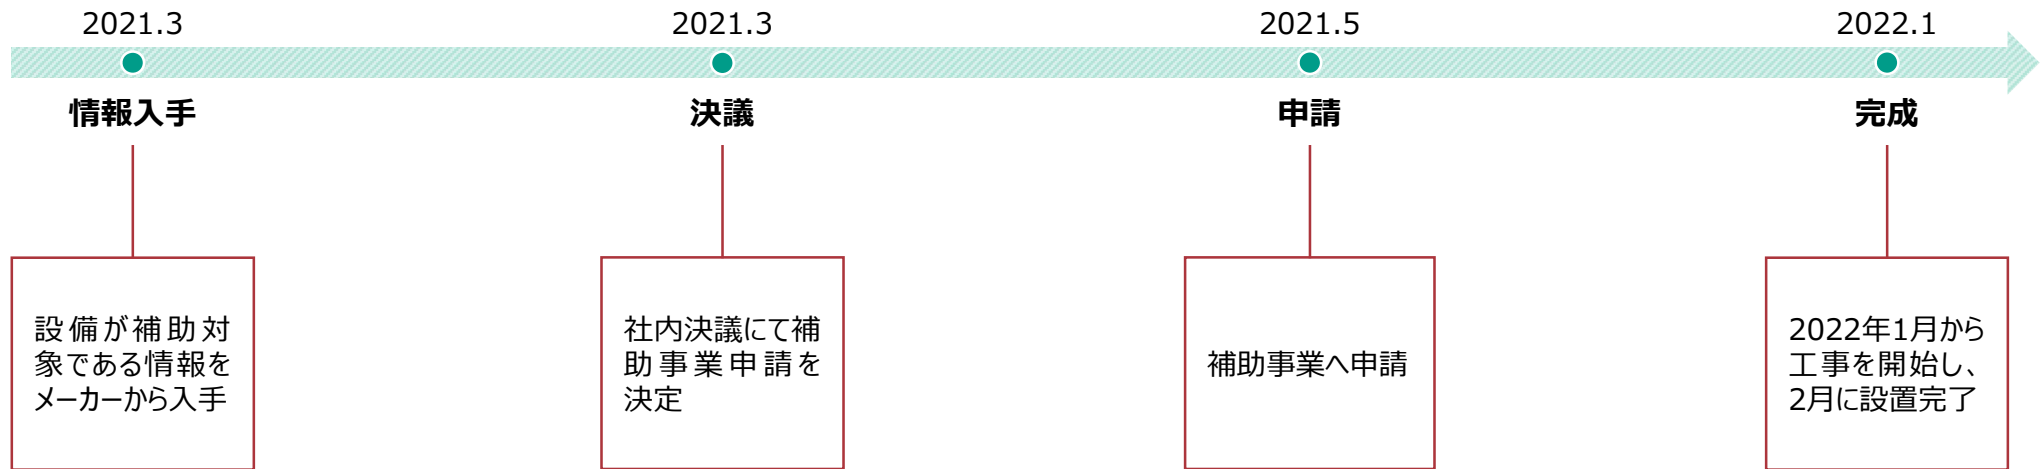 2021.3
2021.3
2021.5
2022.1
情報入手
決議
申請
完成
設備が補助対
象である情報を
メーカーから入手
社内決議にて補
助事業申請を
決定
補助事業へ申請
2022年1月から
工事を開始し、
2月に設置完了